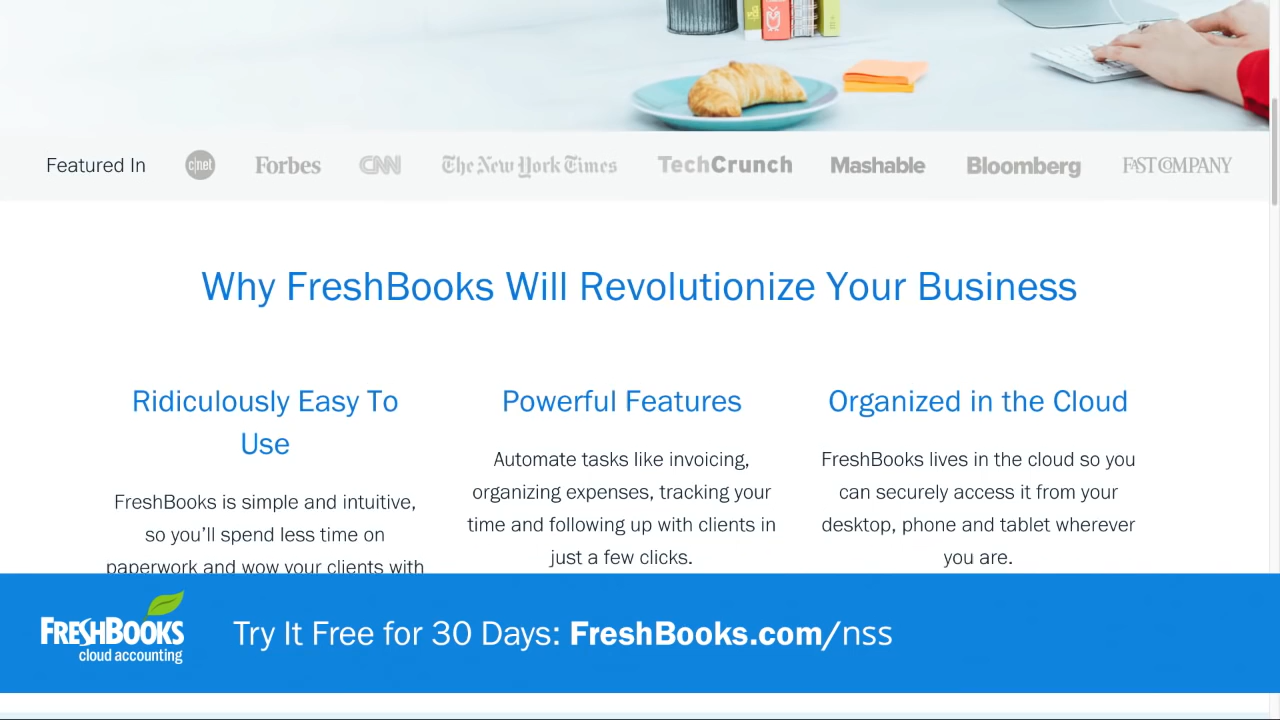 Featured In
c|net
Forbes
CNN
The New York Times
TechCrunch
Mashable
Bloomberg
FAST COMPANY
Why FreshBooks Will Revolutionize Your Business
Ridiculously Easy To
Use
FreshBooks is simple and intuitive,
so you’ll spend less time on
paperwork and wow your clients with
Powerful Features
Automate tasks like invoicing,
organizing expenses, tracking your
time and following up with clients in
just a few clicks.
Organized in the Cloud
FreshBooks lives in the cloud so you
can securely access it from your
desktop, phone and tablet wherever
you are.
FRESHBOOKS
cloud accounting
Try It Free for 30 Days: FreshBooks.com/nss